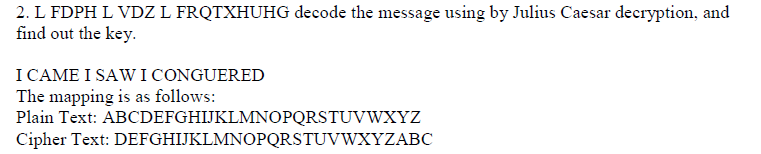 2. L FDPH L VDZ L FRQTXHUHG decode the message using by Julius Caesar decryption, and
find out the key.
I CAME I SAW I CONGUERED
The mapping is as follows:
Plain Text: ABCDEFGHIJKLMNOPQRSTUVWXYZ
Cipher Text: DEFGHIJKLMNOPQRSTUVWXYZABC